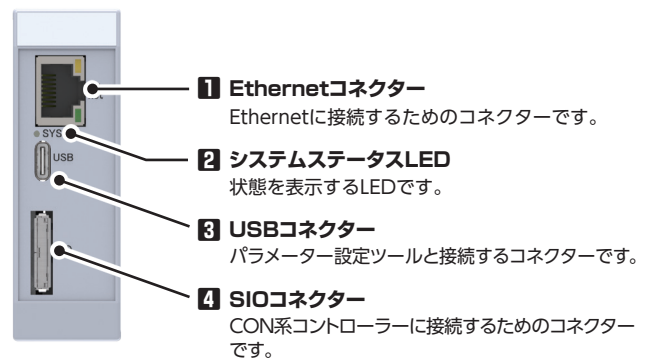 1 Ethernetコネクター
Ethernetに接続するためのコネクターです。
SYS
2 システムステータスLED
状態を表示するLEDです。
USB
3 USBコネクター
パラメーター設定ツールと接続するコネクターです。
4 SIOコネクター
CON系コントローラーに接続するためのコネクター
です。